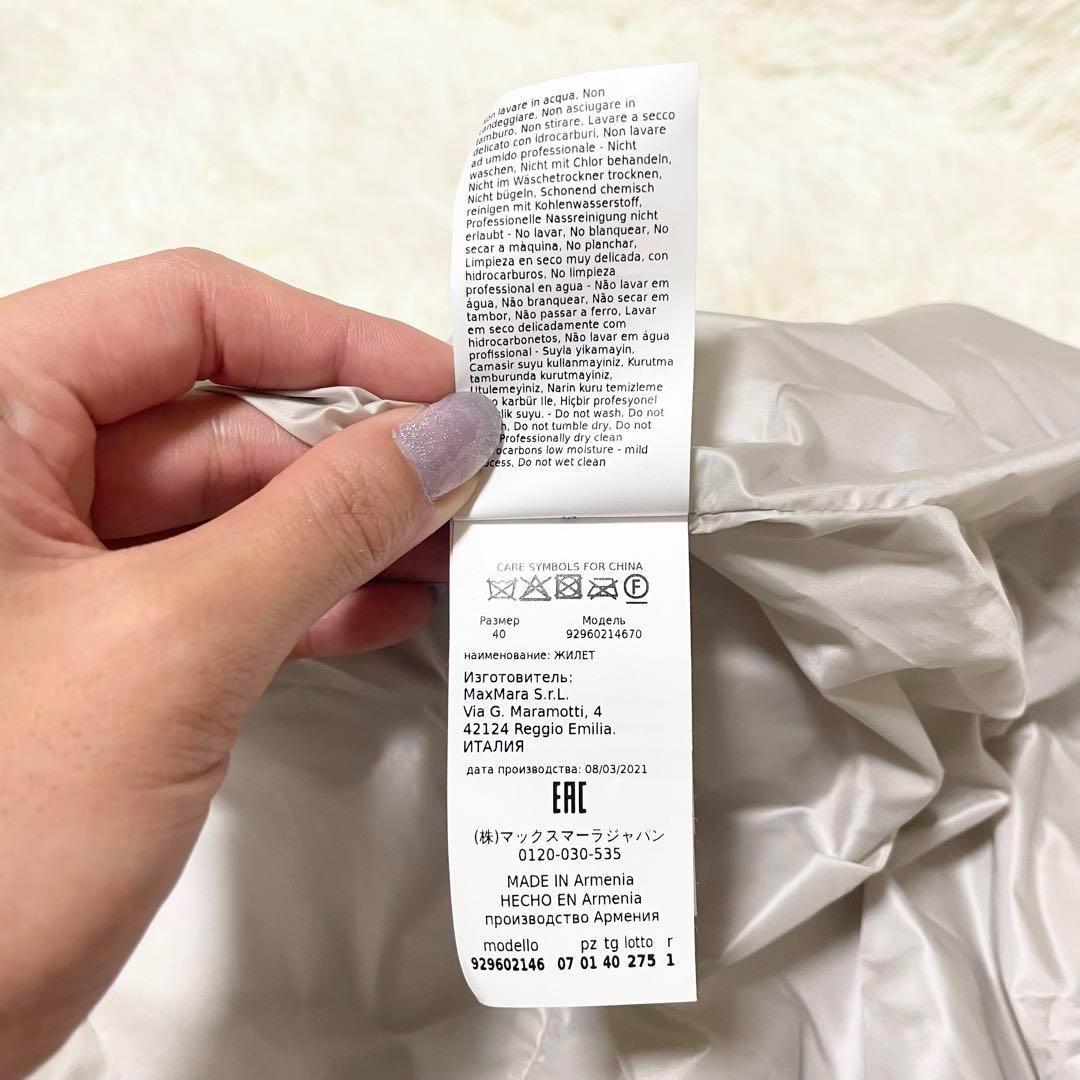 lavare in acqua, Non
candeggiare, Non asciugare in
tamburo, Non stirare, Lavare a secco
delicato con idrocarburi, Non lavare
ad umido professionale - Nicht
waschen, Nicht mit Chlor behandeln,
Nicht im Wäschetrockner trocknen,
Nicht bügeln, Schonend chemisch
reinigen mit Kohlenwasserstoff,
Professionelle Nassreinigung nicht
erlaubt - No lavar, No blanquear, No
secar a màquina, No planchar,
Limpieza en seco muy delicada, con
hidrocarburos, No limpieza
professional en agua - Não lavar em
água, Não branquear, Não secar em
tambor, Não passar a ferro, Lavar
em seco delicadamente com
hidrocarbonetos, Não lavar em água
profissional - Suyla yikamayin,
Camasir suyu kullanmayiniz, Kurutma
tamburunda kurutmayiniz,
Utulemeyiniz, Narin kuru temizleme
karbür Ile, Hiçbir profesyonel
suyu. - Do not wash, Do not
Do not tumble dry, Do not
Professionally dry clean
low moisture - mild
Do not wet clean
CARE SYMBOLS FOR CHINA
F
Размер Модель
40 92960214670
наименование: ЖИЛЕТ
Изготовитель:
MaxMara S.r.L.
Via G. Maramotti, 4
42124 Reggio Emilia.
ИТАЛИЯ
дата производства: 08/03/2021
EAC
(株)マックスマーラジャパン
0120-030-535
MADE IN Armenia
HECHO EN Armenia
производство Армения
modello pz tg lotto r
929602146 07 01 40 275 1